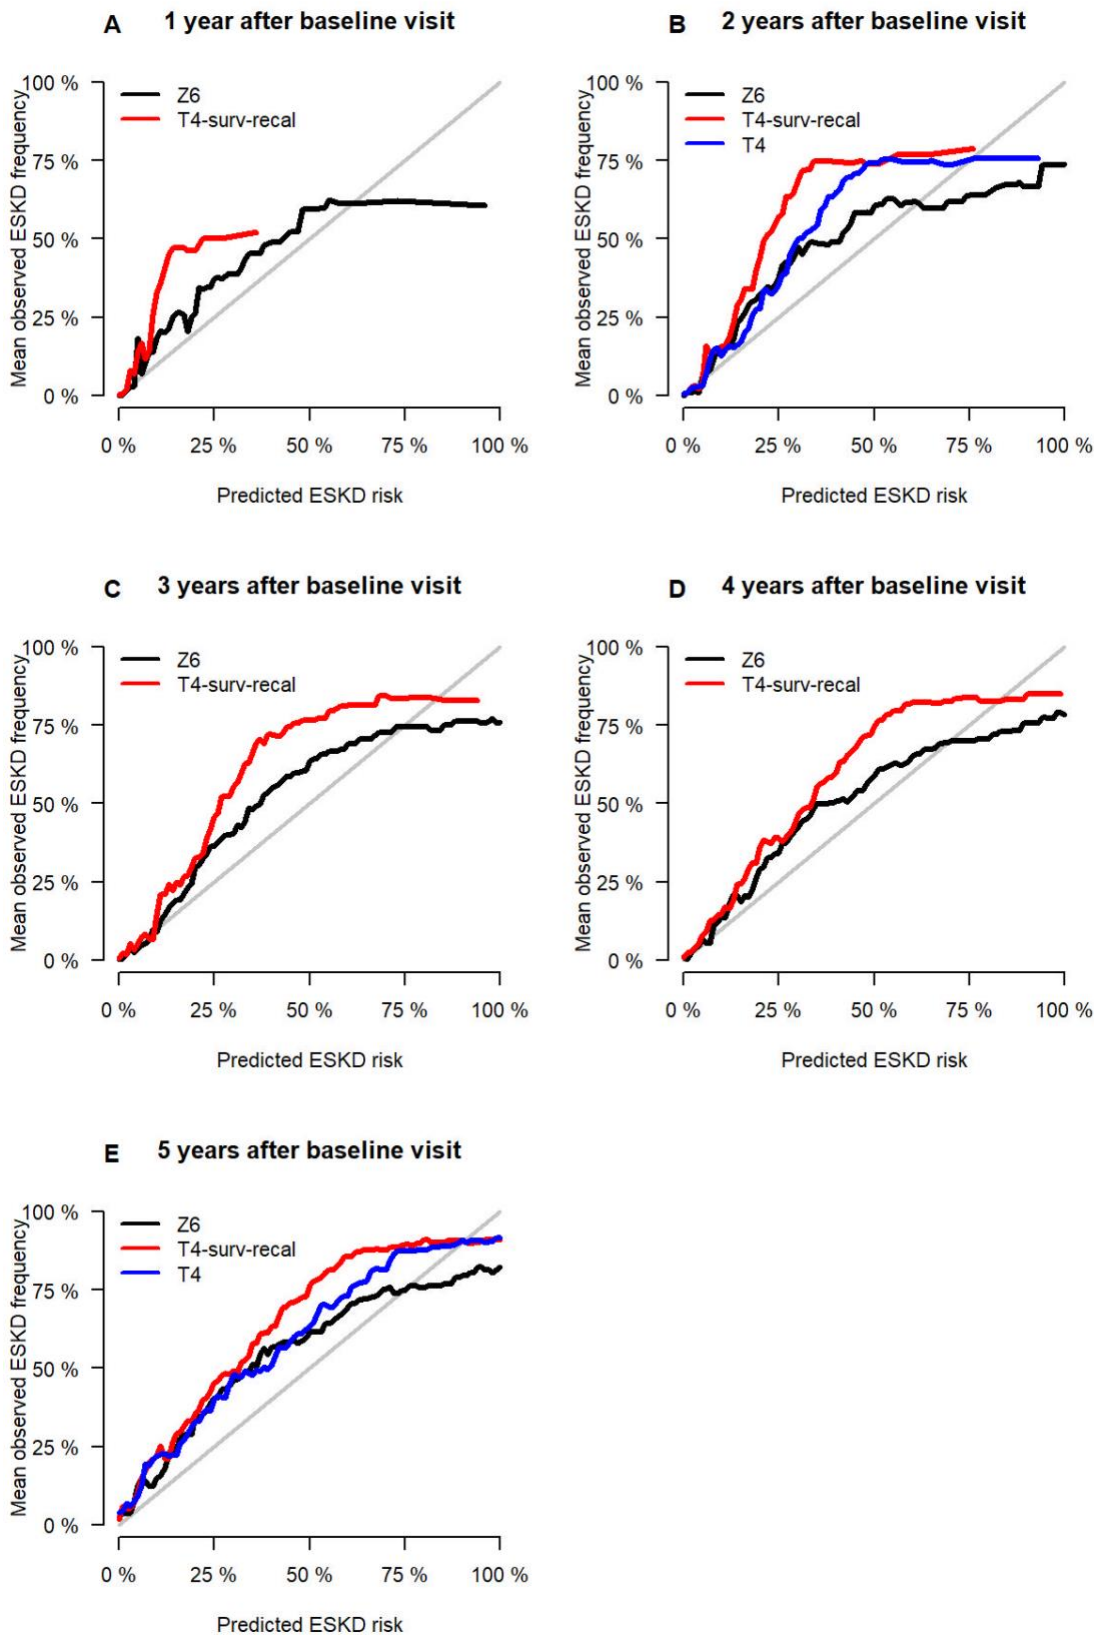 A 1 year after baseline visit
Z6
T4-surv-recal
100 %
75 %
50 %
25 %
0 %
Mean observed ESKD frequency
0 % 25 % 50 % 75 % 100 %
Predicted ESKD risk
B 2 years after baseline visit
Z6
T4-surv-recal
T4
100 %
75 %
50 %
25 %
0 %
Mean observed ESKD frequency
0 % 25 % 50 % 75 % 100 %
Predicted ESKD risk
C 3 years after baseline visit
Z6
T4-surv-recal
100 %
75 %
50 %
25 %
0 %
Mean observed ESKD frequency
0 % 25 % 50 % 75 % 100 %
Predicted ESKD risk
D 4 years after baseline visit
Z6
T4-surv-recal
100 %
75 %
50 %
25 %
0 %
Mean observed ESKD frequency
0 % 25 % 50 % 75 % 100 %
Predicted ESKD risk
E 5 years after baseline visit
Z6
T4-surv-recal
T4
100 %
75 %
50 %
25 %
0 %
Mean observed ESKD frequency
0 % 25 % 50 % 75 % 100 %
Predicted ESKD risk